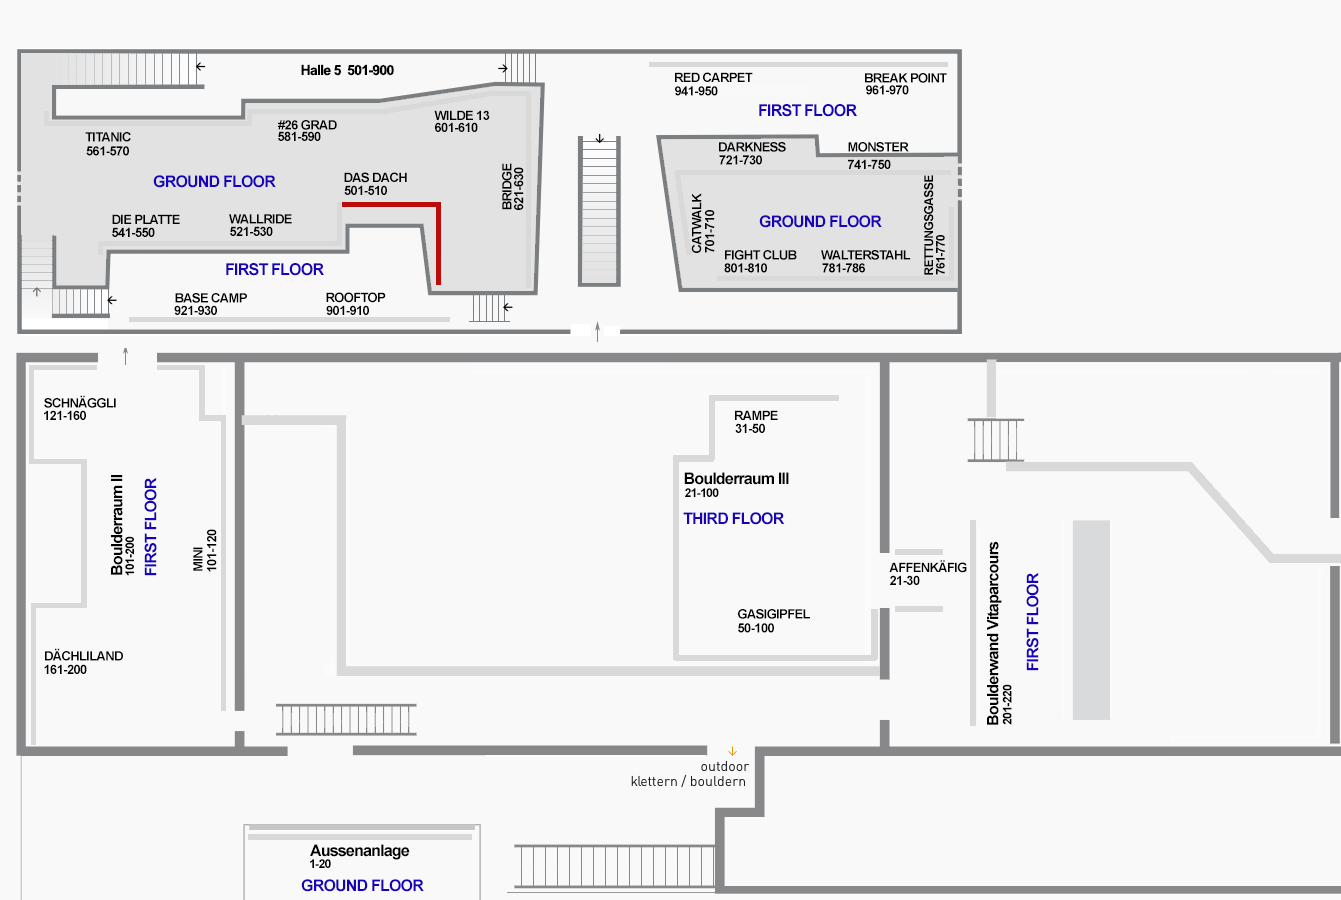 Halle 5 501-900
RED CARPET
941-950
BREAK POINT
961-970
FIRST FLOOR
TITANIC
561-570
#26 GRAD
581-590
WILDE 13
601-610
GROUND FLOOR
DAS DACH
501-510
BRIDGE
621-630
DIE PLATTE
541-550
WALLRIDE
521-530
FIRST FLOOR
BASE CAMP
921-930
ROOFTOP
901-910
DARKNESS
721-730
MONSTER
741-750
CATWALK
701-710
GROUND FLOOR
RETTUNGSGASSE
761-770
FIGHT CLUB
801-810
WALTERSTAHL
781-786
SCHNÄGGLI
121-160
Boulderraum II
101-200
FIRST FLOOR
MINI
101-120
DÄCHLILAND
161-200
RAMPE
31-50
Boulderraum III
21-100
THIRD FLOOR
GASIGIPFEL
50-100
AFFENKÄFIG
21-30
Boulderwand Vitaparcours
201-220
FIRST FLOOR
outdoor
klettern / bouldern
Aussenanlage
1-20
GROUND FLOOR